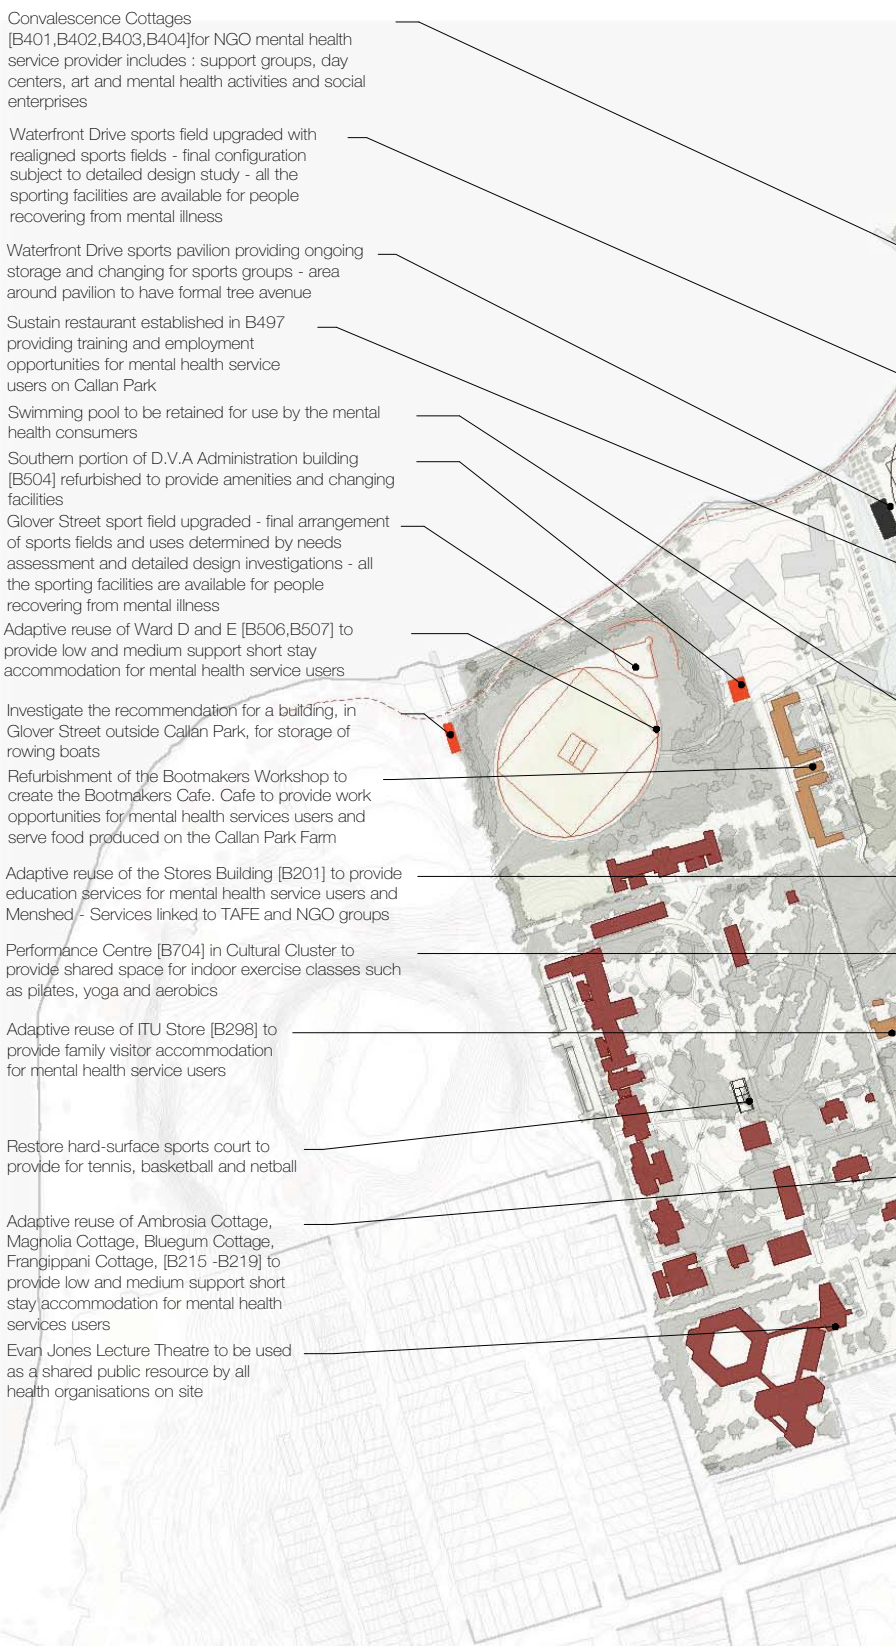 Convalescence Cottages
[B401,B402,B403,B404]for NGO mental health
service provider includes : support groups, day
centers, art and mental health activities and social
enterprises
Waterfront Drive sports field upgraded with
realigned sports fields - final configuration
subject to detailed design study - all the
sporting facilities are available for people
recovering from mental illness
Waterfront Drive sports pavilion providing ongoing
storage and changing for sports groups - area
around pavilion to have formal tree avenue
Sustain restaurant established in B497
providing training and employment
opportunities for mental health service
users on Callan Park
Swimming pool to be retained for use by the mental
health consumers
Southern portion of D.V.A Administration building
[B504] refurbished to provide amenities and changing
facilities
Glover Street sport field upgraded - final arrangement
of sports fields and uses determined by needs
assessment and detailed design investigations - all
the sporting facilities are available for people
recovering from mental illness
Adaptive reuse of Ward D and E [B506,B507] to
provide low and medium support short stay
accommodation for mental health service users
Investigate the recommendation for a building, in
Glover Street outside Callan Park, for storage of
rowing boats
Refurbishment of the Bootmakers Workshop to
create the Bootmakers Cafe. Cafe to provide work
opportunities for mental health services users and
serve food produced on the Callan Park Farm
Adaptive reuse of the Stores Building [B201] to provide
education services for mental health service users and
Menshed - Services linked to TAFE and NGO groups
Performance Centre [B704] in Cultural Cluster to
provide shared space for indoor exercise classes such
as pilates, yoga and aerobics
Adaptive reuse of ITU Store [B298] to
provide family visitor accommodation
for mental health service users
Restore hard-surface sports court to
provide for tennis, basketball and netball
Adaptive reuse of Ambrosia Cottage,
Magnolia Cottage, Bluegum Cottage,
Frangippani Cottage, [B215 -B219] to
provide low and medium support short
stay accommodation for mental health
services users
Evan Jones Lecture Theatre to be used
as a shared public resource by all
health organisations on site